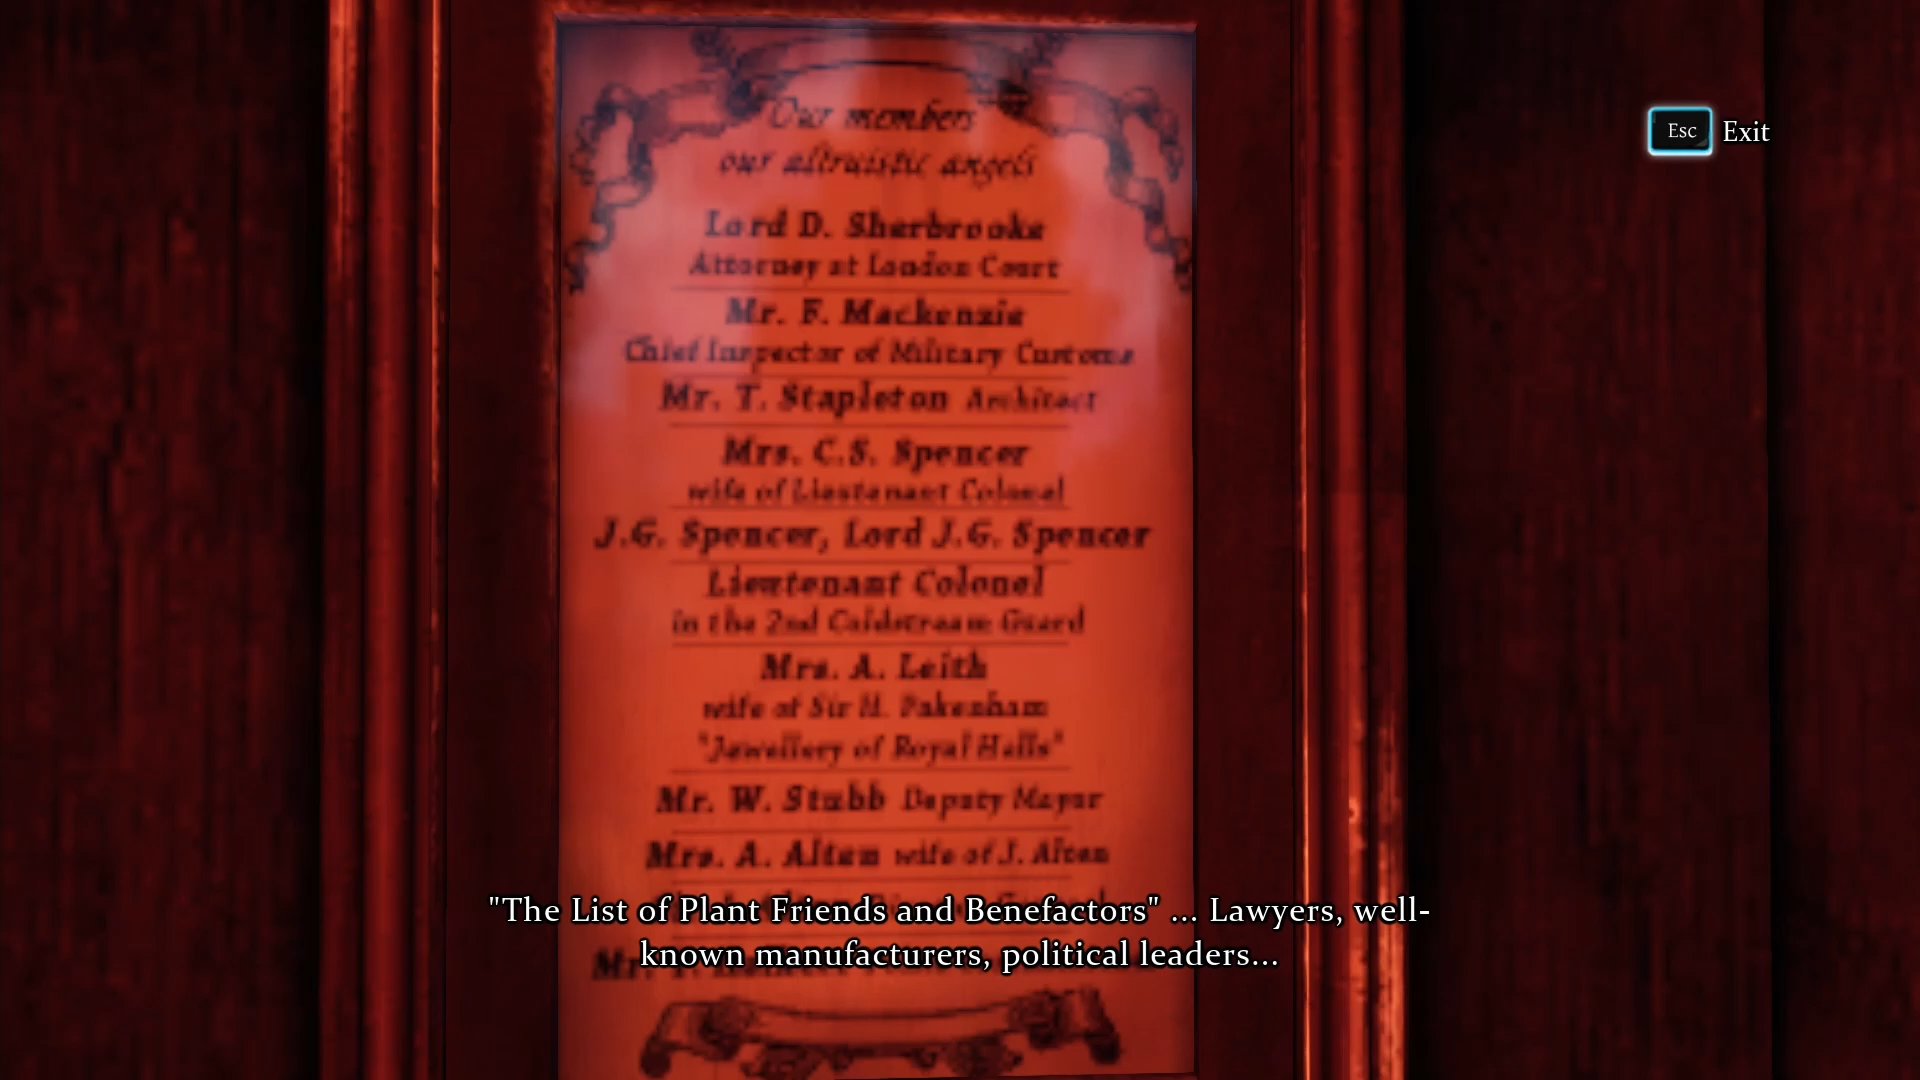 Our members
our altruistic angels
Esc Exit
Lord D. Sherbrooke
Attorney at London Court
Mr. F. Mackenzie
Chief Inspector of Military Customs
Mr. T. Stapleton Architect
Mrs. C.S. Spencer
wife of Lieutenant Colonel
J.G. Spencer, Lord J.G. Spencer
Lieutenant Colonel
in the 2nd Coldstream Guard
Mrs. A. Leith
wife of Sir H. Pakenham
"Jewellery of Royal Halls"
Mr. W. Stubb Deputy Mayor
Mrs. A. Alten wife of J. Alten
"The List of Plant Friends and Benefactors" ... Lawyers, well-
known manufacturers, political leaders...